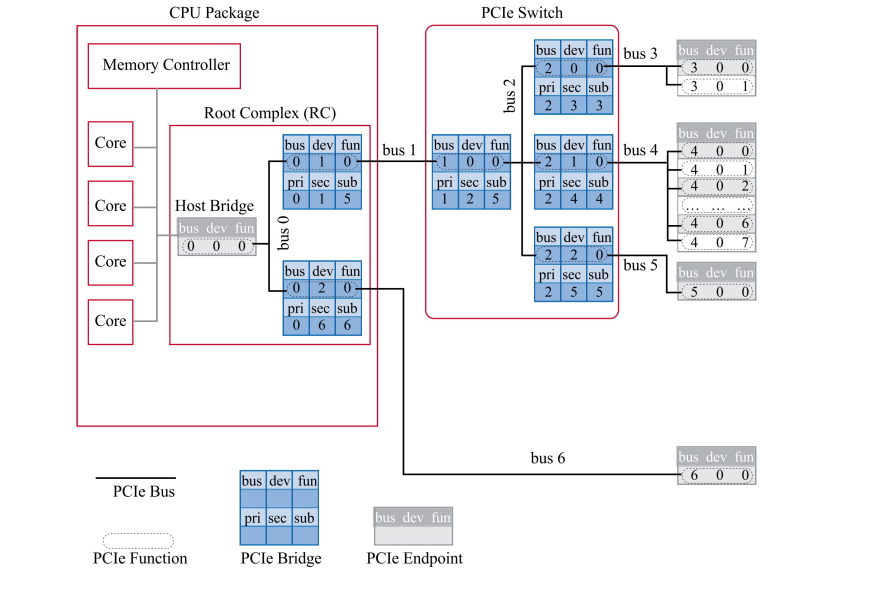 CPU Package
PCIe Switch
Memory Controller
Root Complex (RC)
Core
Core
Core
Core
Host Bridge
bus dev fun
0 0 0
bus 0
bus dev fun
0 1 0
pri sec sub
0 1 5
bus dev fun
0 2 0
pri sec sub
0 6 6
bus 1
bus dev fun
1 0 0
pri sec sub
1 2 5
bus 2
bus dev fun
2 0 0
pri sec sub
2 3 3
bus dev fun
2 1 0
pri sec sub
2 4 4
bus dev fun
2 2 0
pri sec sub
2 5 5
bus 3
bus dev fun
3 0 0
3 0 1
bus 4
bus dev fun
4 0 0
4 0 1
4 0 2
... ... ...
4 0 6
4 0 7
bus 5
bus dev fun
5 0 0
bus 6
bus dev fun
6 0 0
PCIe Bus
PCIe Function
bus dev fun
pri sec sub
PCIe Bridge
bus dev fun
PCIe Endpoint